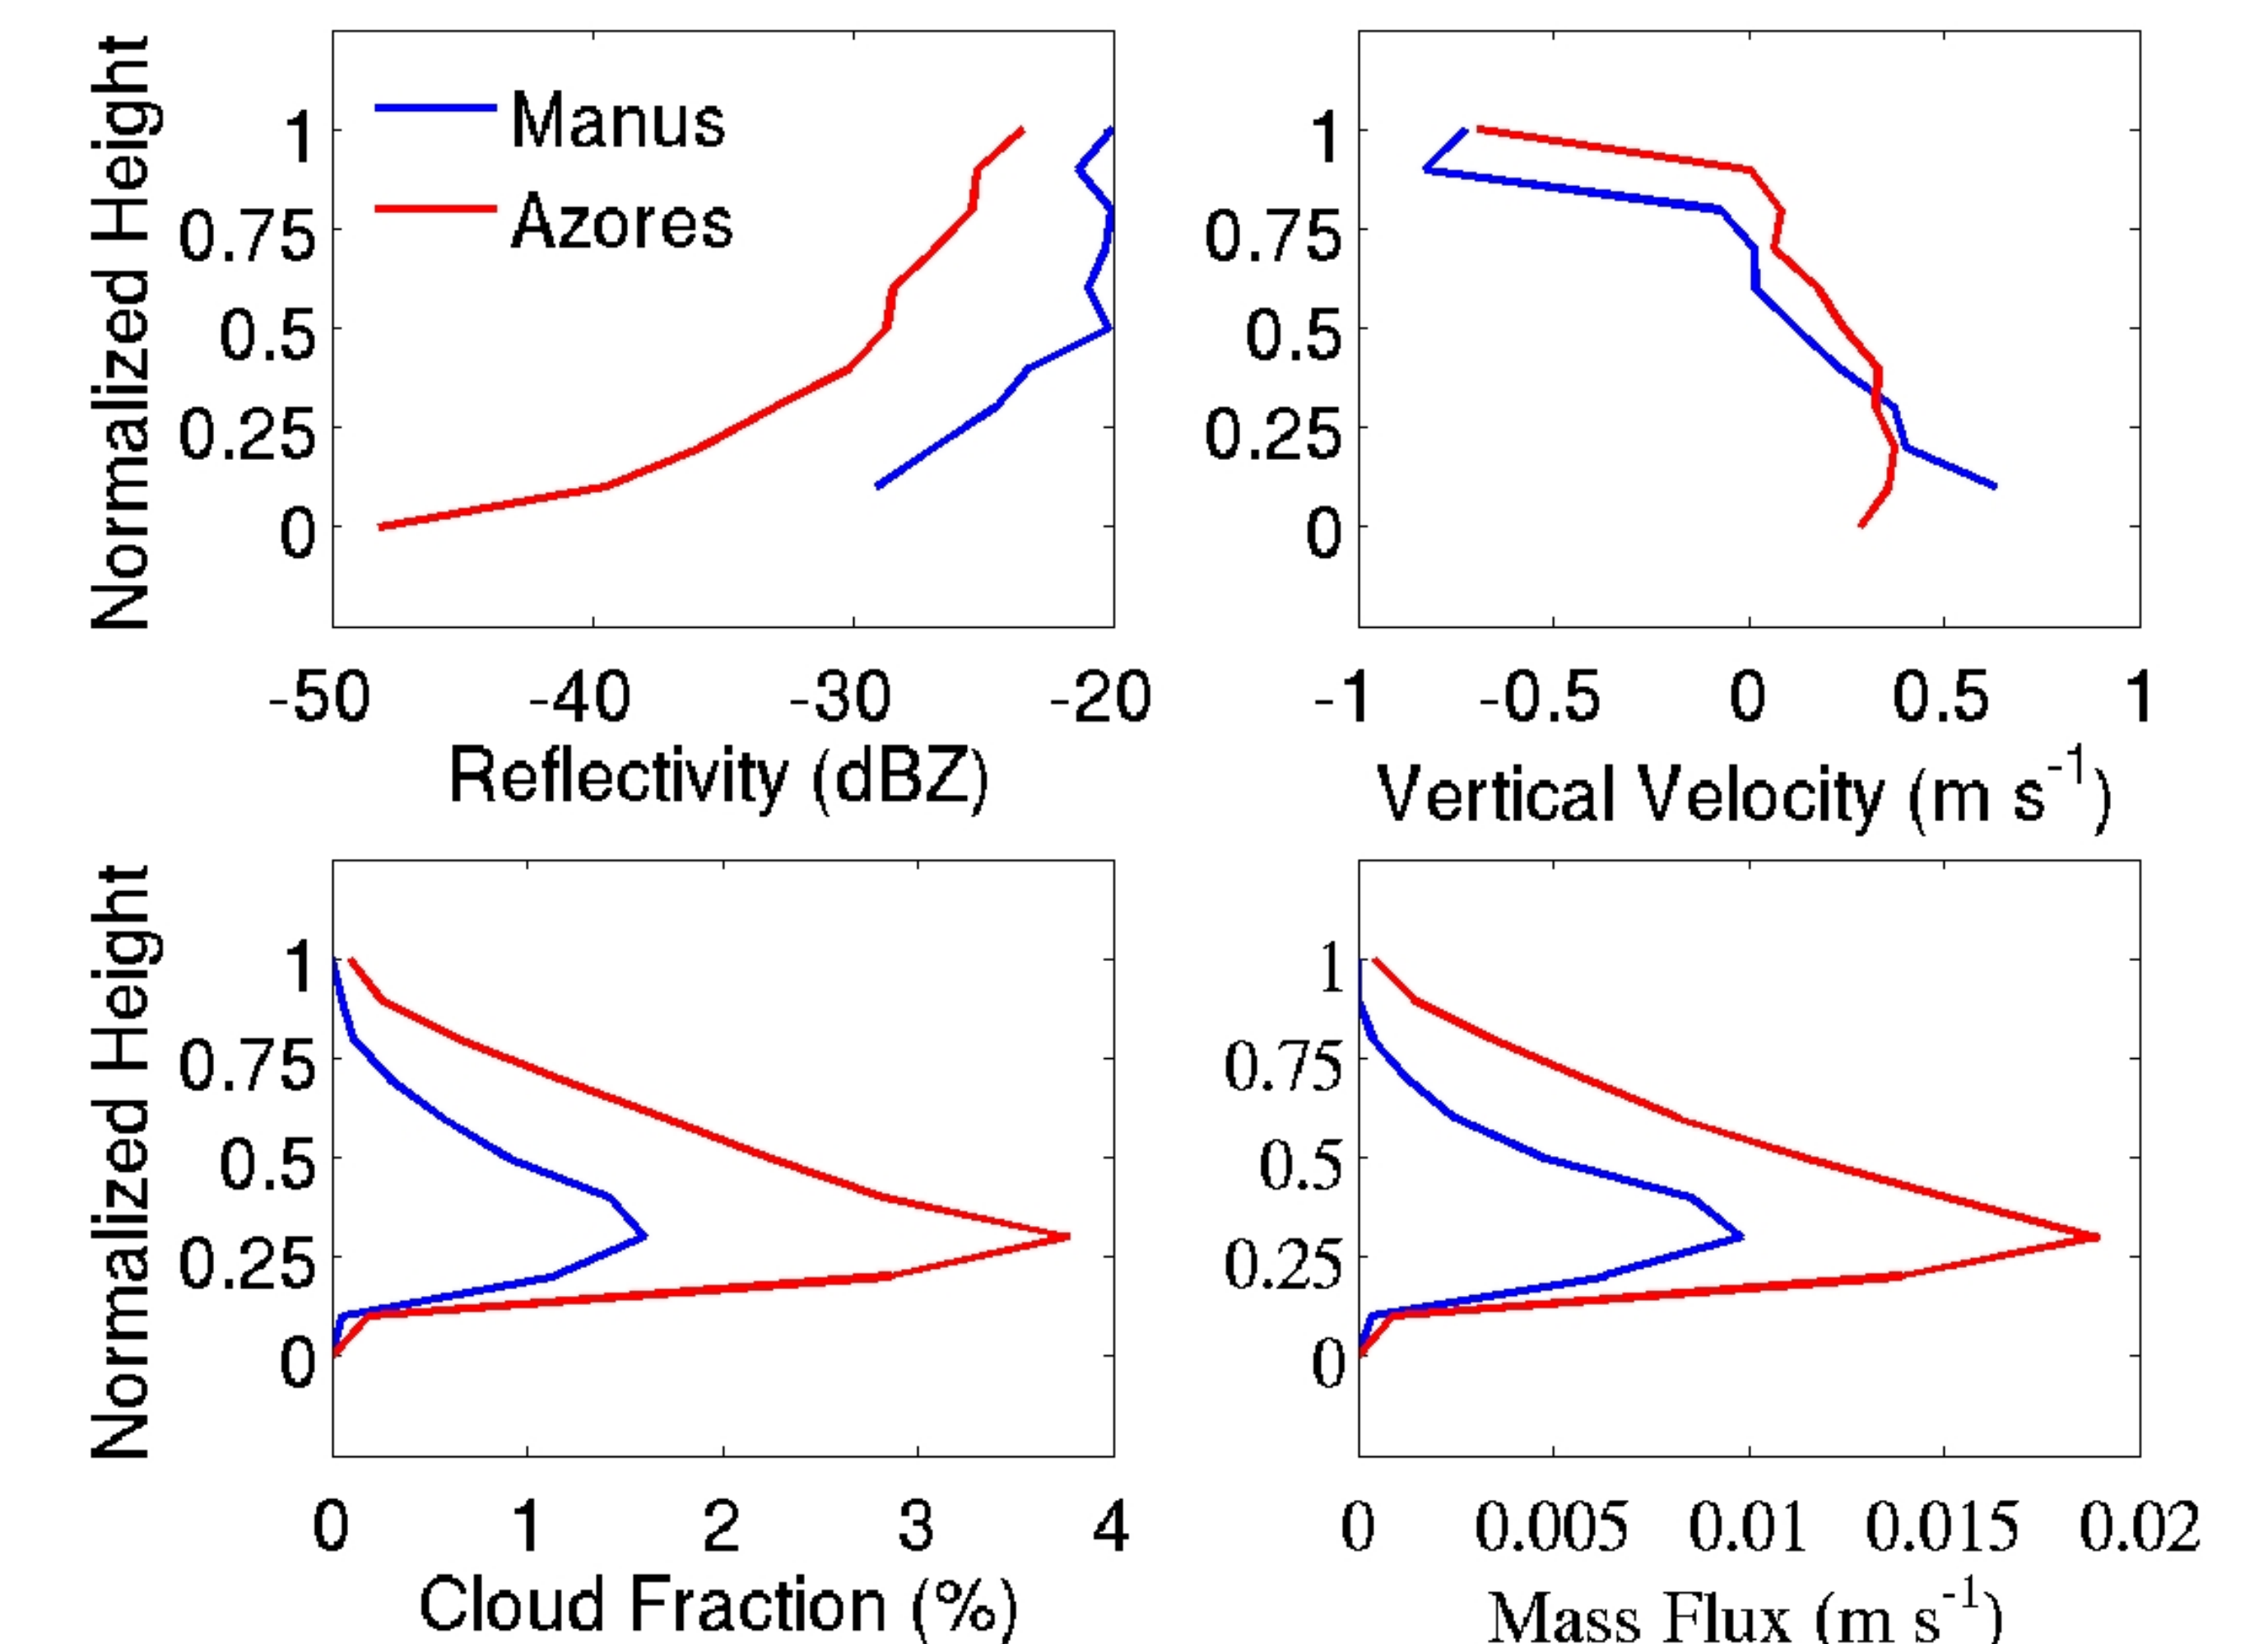 Normalized Height
1
0.75
0.5
0.25
0
Manus
Azores
-50 -40 -30 -20
Reflectivity (dBZ)
1
0.75
0.5
0.25
0
-1 -0.5 0 0.5 1
Vertical Velocity (m s-1)
Normalized Height
1
0.75
0.5
0.25
0
0 1 2 3 4
Cloud Fraction (%)
1
0.75
0.5
0.25
0
0 0.005 0.01 0.015 0.02
Mass Flux (m s-1)